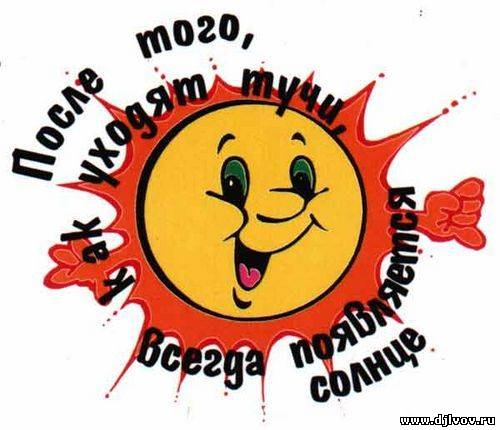 После того,
как уходят тучи,
всегда появляется
солнце
www.djlvov.ru